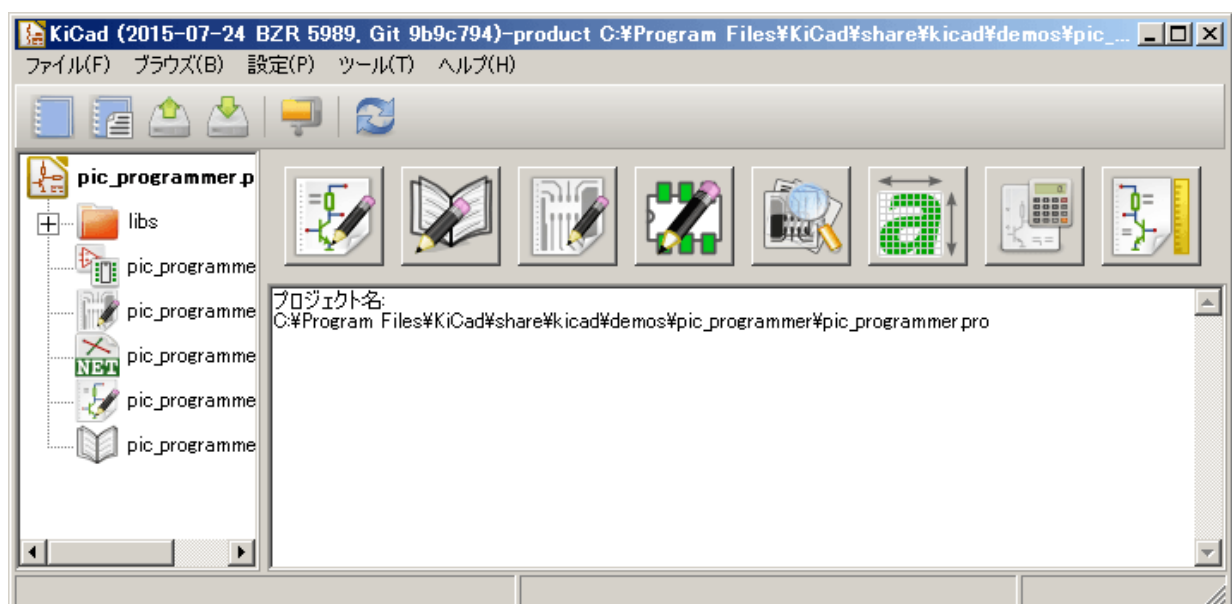 KiCad (2015-07-24 BZR 5989, Git 9b9c794)-product C:¥Program Files¥KiCad¥share¥kicad¥demos¥pic_...
ファイル(F) ブラウズ(B) 設定(P) ツール(T) ヘルプ(H)
pic_programmer.p
libs
pic_programme
pic_programme
NET pic_programme
pic_programme
pic_programme
a
プロジェクト名:
C:¥Program Files¥KiCad¥share¥kicad¥demos¥pic_programmer¥pic_programmer.pro